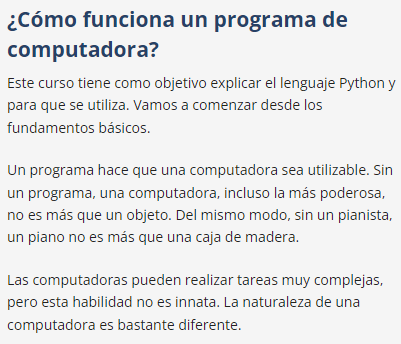 ¿Cómo funciona un programa de
computadora?
Este curso tiene como objetivo explicar el lenguaje Python y
para que se utiliza. Vamos a comenzar desde los
fundamentos básicos.
Un programa hace que una computadora sea utilizable. Sin
un programa, una computadora, incluso la más poderosa,
no es más que un objeto. Del mismo modo, sin un pianista,
un piano no es más que una caja de madera.
Las computadoras pueden realizar tareas muy complejas,
pero esta habilidad no es innata. La naturaleza de una
computadora es bastante diferente.